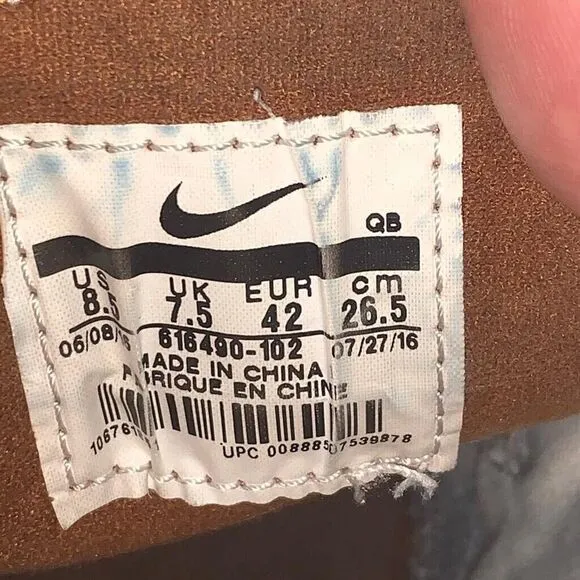 QB
US UK EUR cm
8.5 7.5 42 26.5
06/08/16 616490-102 07/27/16
MADE IN CHINA
FABRIQUE EN CHINE
UPC 00888507539878